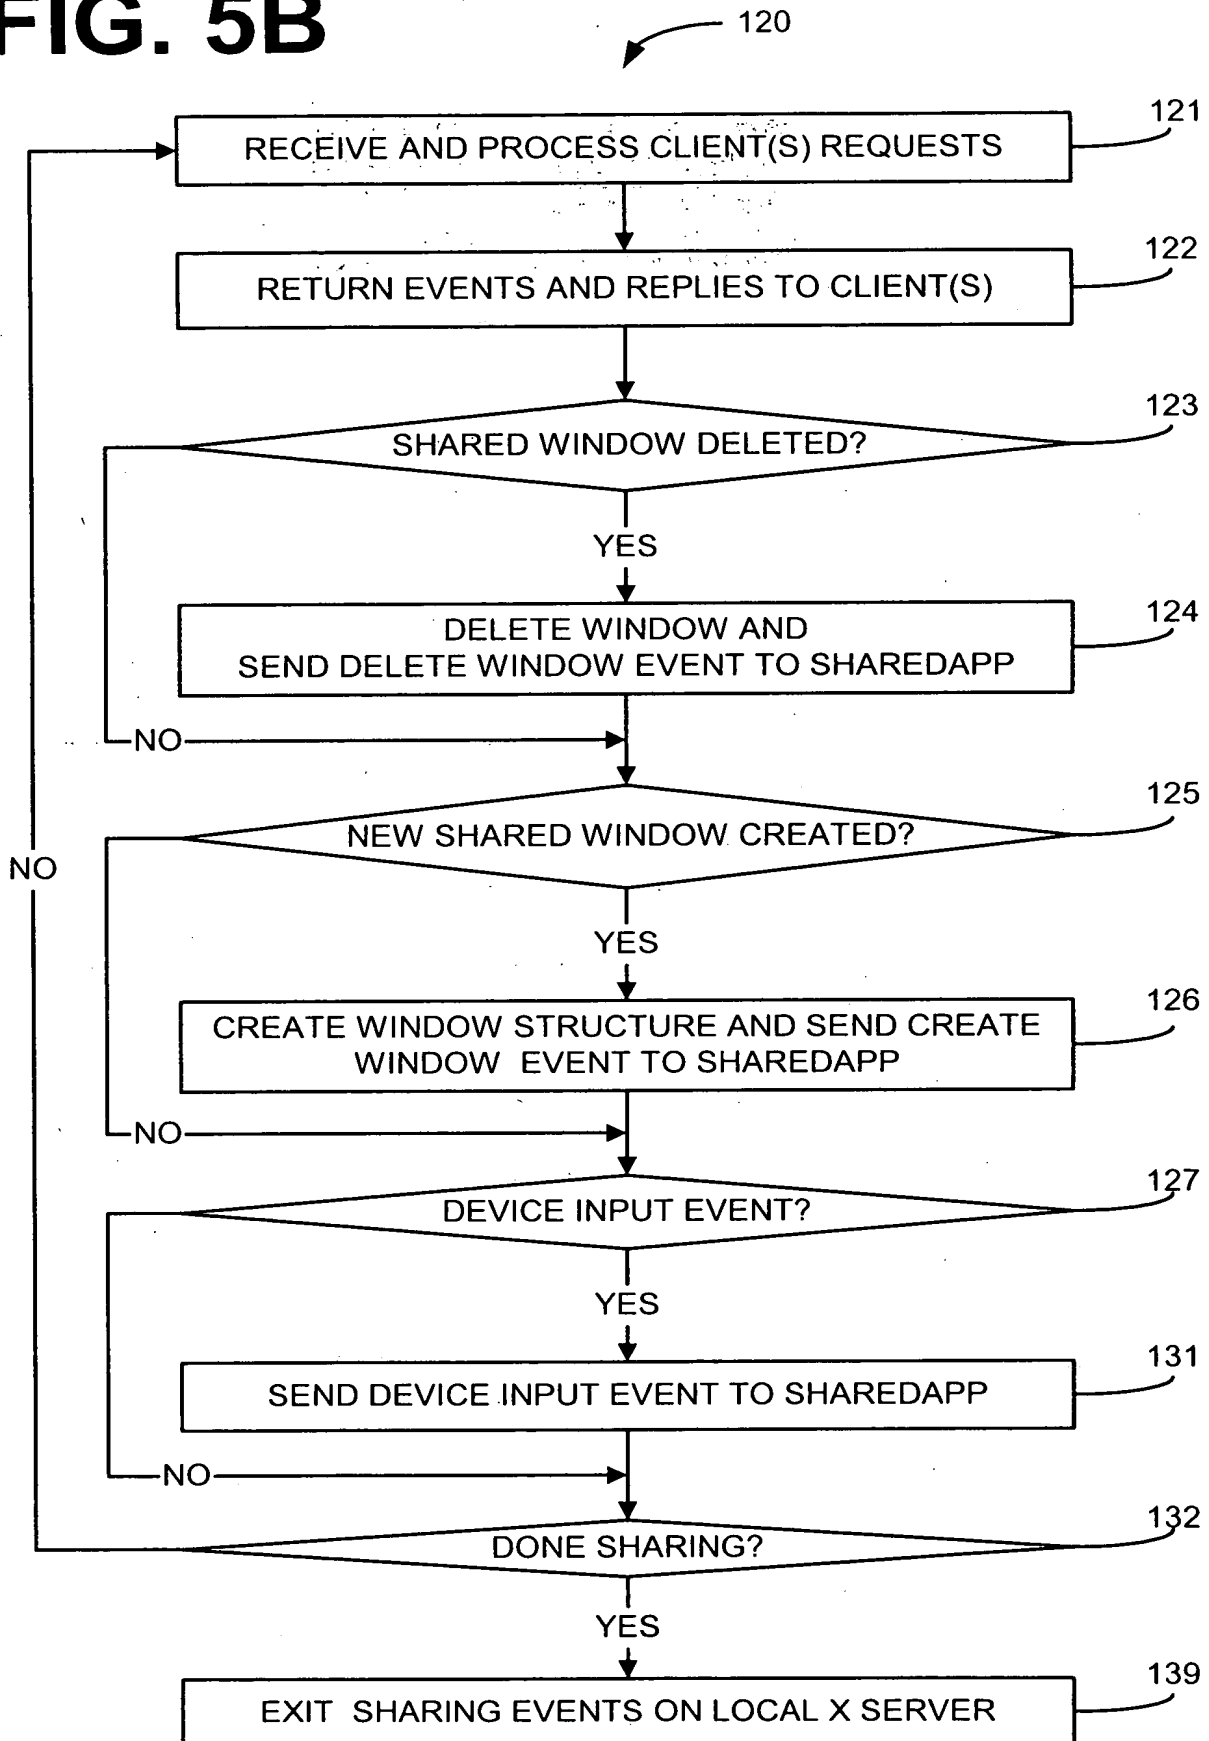 FIG. 5B
120
121
RECEIVE AND PROCESS CLIENT(S) REQUESTS
122
RETURN EVENTS AND REPLIES TO CLIENT(S)
123
SHARED WINDOW DELETED?
YES
124
DELETE WINDOW AND
SEND DELETE WINDOW EVENT TO SHAREDAPP
NO
125
NEW SHARED WINDOW CREATED?
NO
YES
126
CREATE WINDOW STRUCTURE AND SEND CREATE
WINDOW EVENT TO SHAREDAPP
NO
127
DEVICE INPUT EVENT?
YES
131
SEND DEVICE INPUT EVENT TO SHAREDAPP
NO
132
DONE SHARING?
YES
139
EXIT SHARING EVENTS ON LOCAL X SERVER